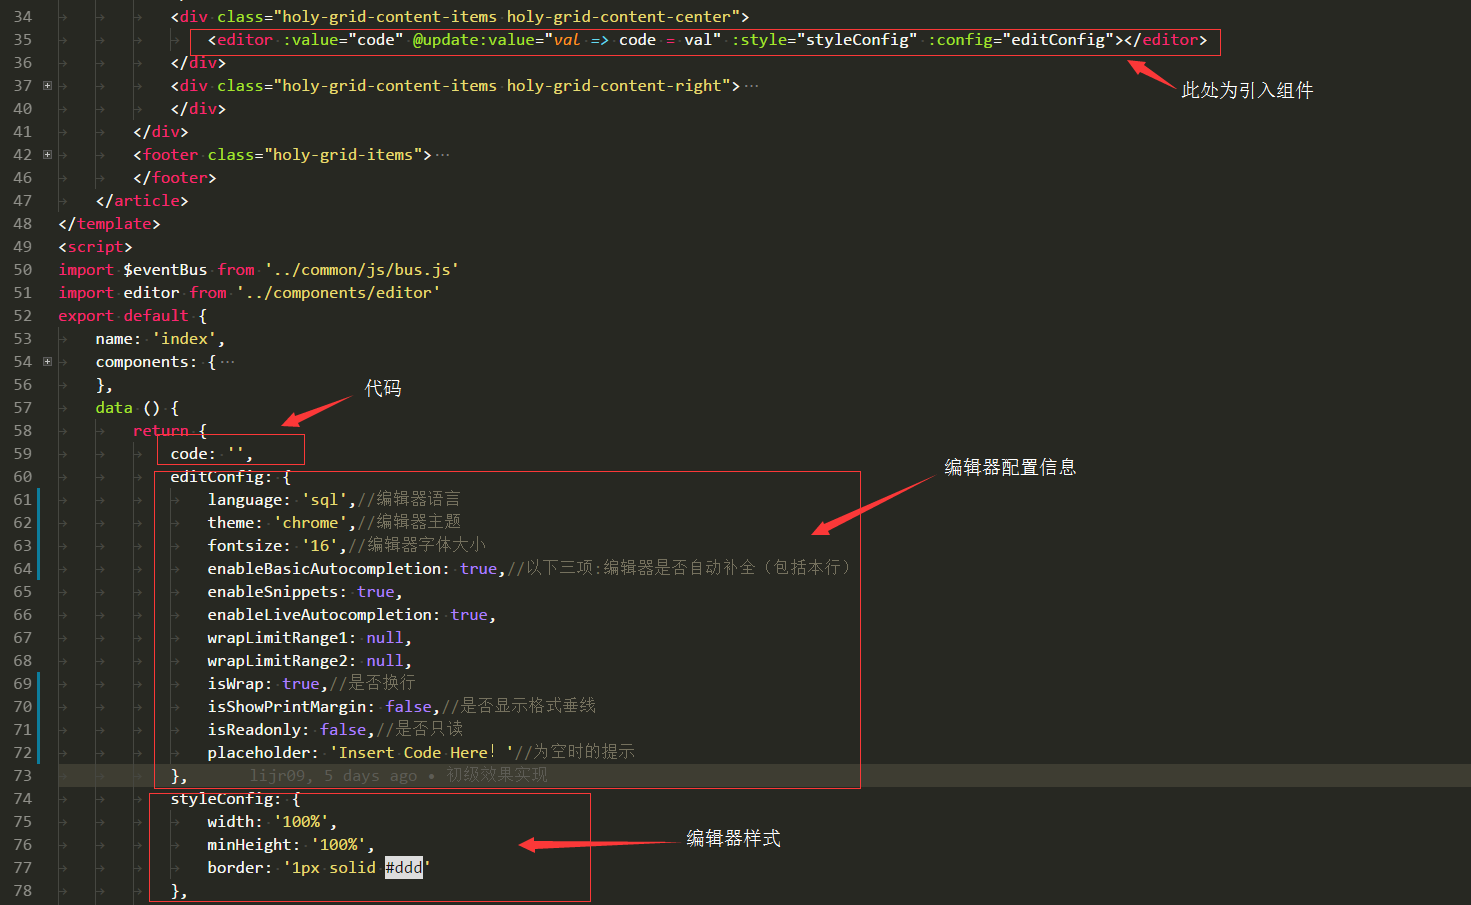 34 <div class="holy-grid-content-items holy-grid-content-center">
35 <editor :value="code" @update:value="val => code = val" :style="styleConfig" :config="editConfig"></editor>
36 </div>
此处为引入组件
37 <div class="holy-grid-content-items holy-grid-content-right">…
40 </div>
41 </div>
42 <footer class="holy-grid-items">…
46 </footer>
47 </article>
48 </template>
49 <script>
50 import $eventBus from '../common/js/bus.js'
51 import editor from '../components/editor'
52 export default {
53 name: 'index',
54 components: {…
56 },
代码
57 data () {
58 return {
59 code: '',
编辑器配置信息
60 editConfig: {
61 language: 'sql',//编辑器语言
62 theme: 'chrome',//编辑器主题
63 fontsize: '16',//编辑器字体大小
64 enableBasicAutocompletion: true,//以下三项:编辑器是否自动补全（包括本行）
65 enableSnippets: true,
66 enableLiveAutocompletion: true,
67 wrapLimitRange1: null,
68 wrapLimitRange2: null,
69 isWrap: true,//是否换行
70 isShowPrintMargin: false,//是否显示格式垂线
71 isReadonly: false,//是否只读
72 placeholder: 'Insert Code Here！'//为空时的提示
73 }, lijr09, 5 days ago • 初级效果实现
74 styleConfig: {
75 width: '100%',
编辑器样式
76 minHeight: '100%',
77 border: '1px solid #ddd'
78 },